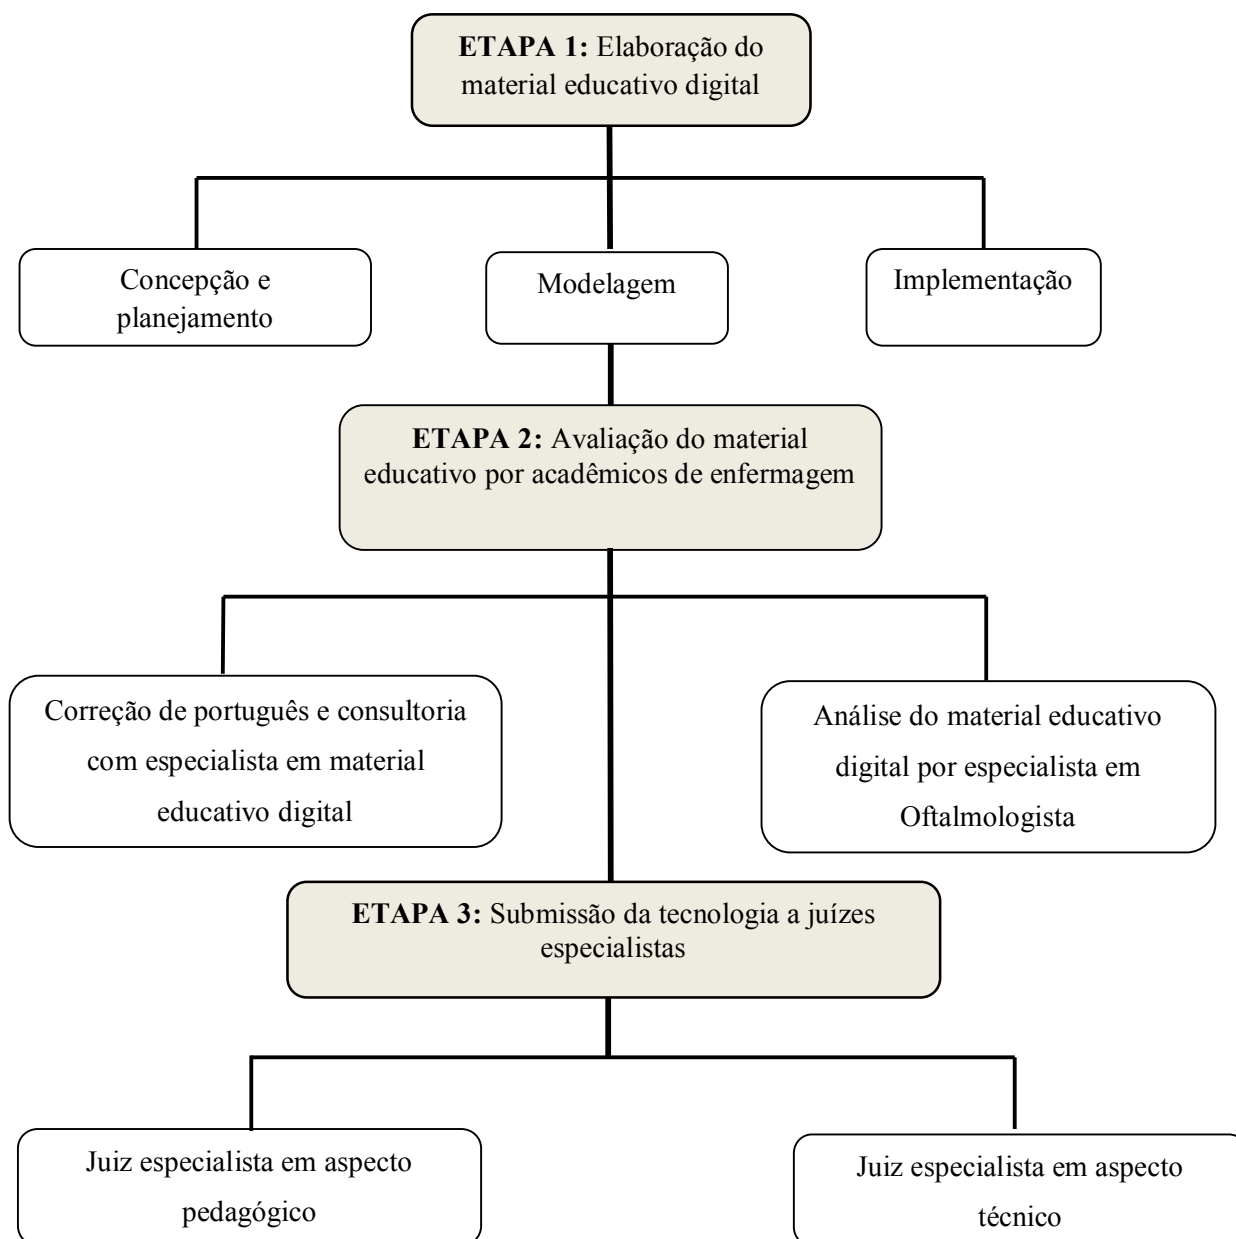 ETAPA 1: Elaboração do
material educativo digital
Concepção e
planejamento
Modelagem
Implementação
ETAPA 2: Avaliação do material
educativo por acadêmicos de enfermagem
Correção de português e consultoria
com especialista em material
educativo digital
Análise do material educativo
digital por especialista em
Oftalmologista
ETAPA 3: Submissão da tecnologia a juízes
especialistas
Juiz especialista em aspecto
pedagógico
Juiz especialista em aspecto
técnico